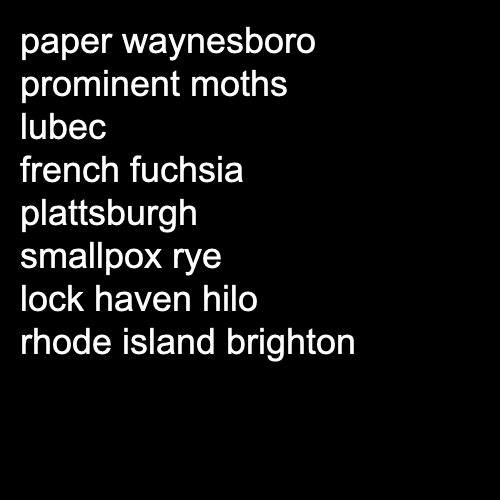 paper waynesboro
prominent moths
lubec
french fuchsia
plattsburgh
smallpox rye
lock haven hilo
rhode island brighton